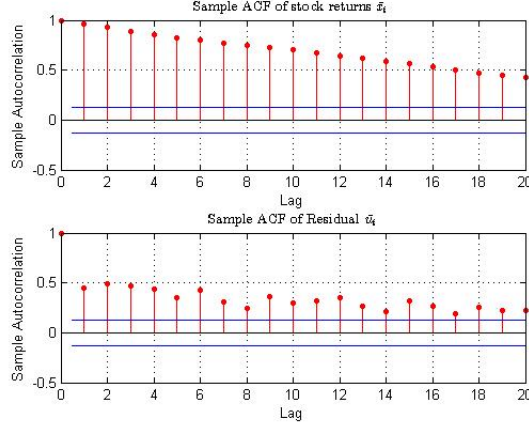 Sample ACF of stock returns x̄ₜ
1
0.5
0
-0.5
Sample Autocorrelation
0 2 4 6 8 10 12 14 16 18 20
Lag
Sample ACF of Residual ūₜ
1
0.5
0
-0.5
Sample Autocorrelation
0 2 4 6 8 10 12 14 16 18 20
Lag